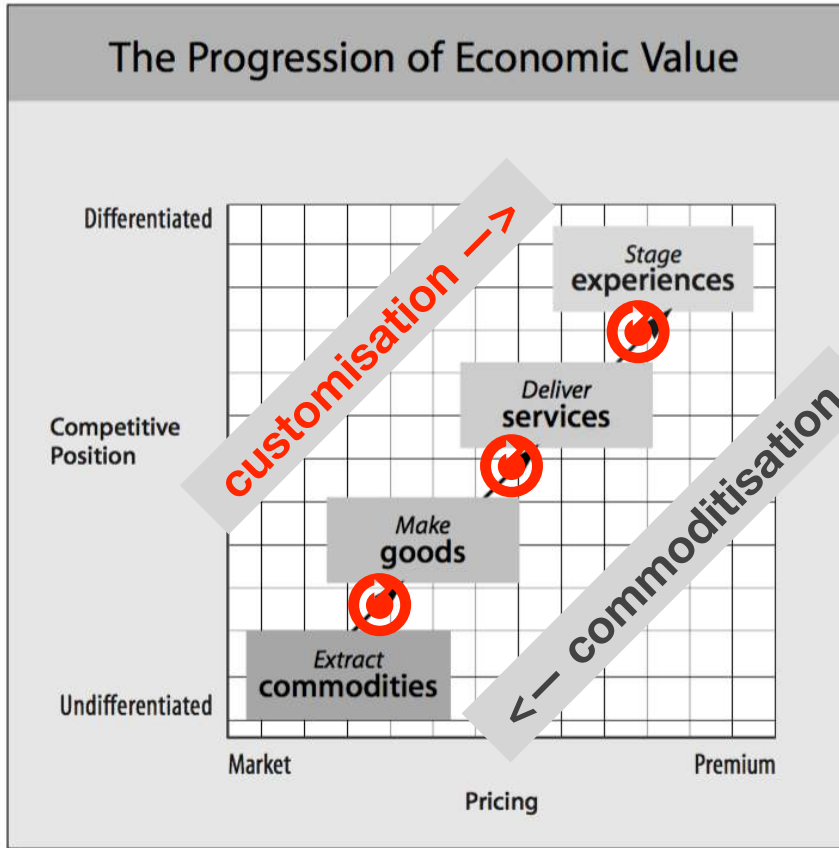 The Progression of Economic Value
Differentiated
customisation —>
Stage
experiences
Deliver
services
Competitive
Position
<— commoditisation
Make
goods
Extract
commodities
Undifferentiated
Market
Premium
Pricing